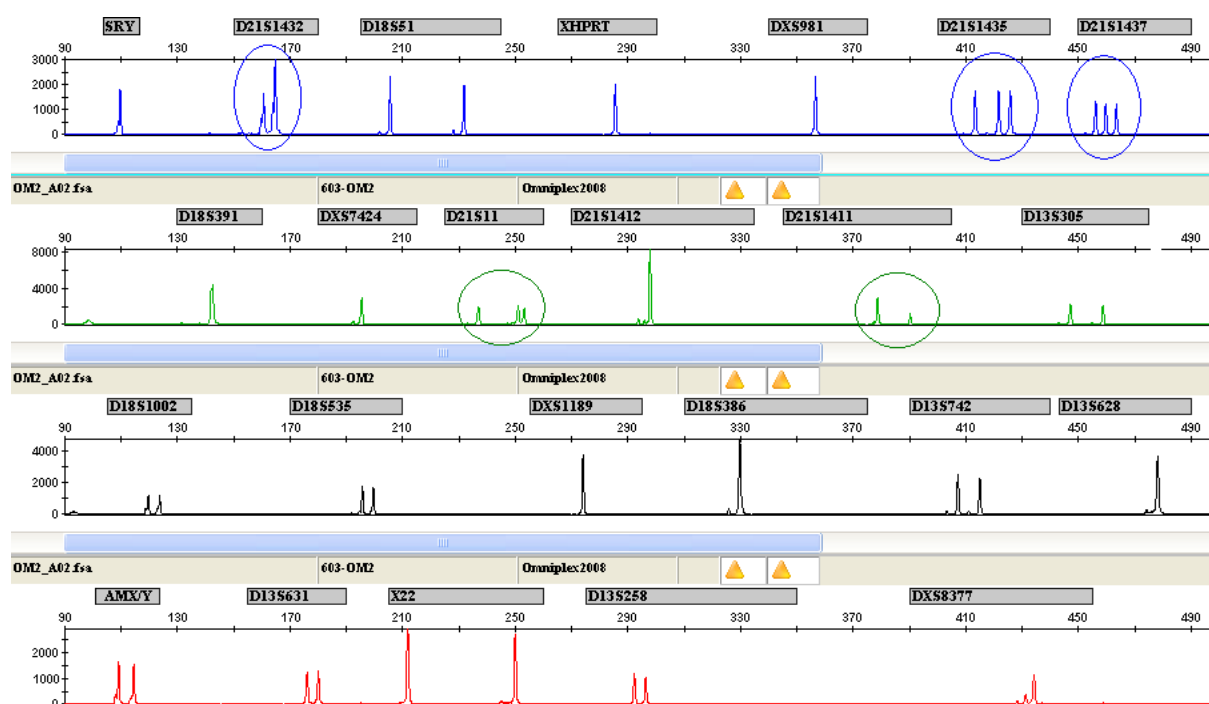 SRY D21S1432 D18S51 XHPRT DXS981 D21S1435 D21S1437
90 130 170 210 250 290 330 370 410 450 490
3000
2000
1000
0
OM2_A02.fsa 603-OM2 Omniplex2008
D18S391 DXS7424 D21S11 D21S1412 D21S1411 D13S305
90 130 170 210 250 290 330 370 410 450 490
8000
4000
0
OM2_A02.fsa 603-OM2 Omniplex2008
D18S1002 D18S535 DXS1189 D18S386 D13S742 D13S628
90 130 170 210 250 290 330 370 410 450 490
4000
2000
0
OM2_A02.fsa 603-OM2 Omniplex2008
AMX/Y D13S631 X22 D13S258 DXS8377
90 130 170 210 250 290 330 370 410 450 490
2000
1000
0